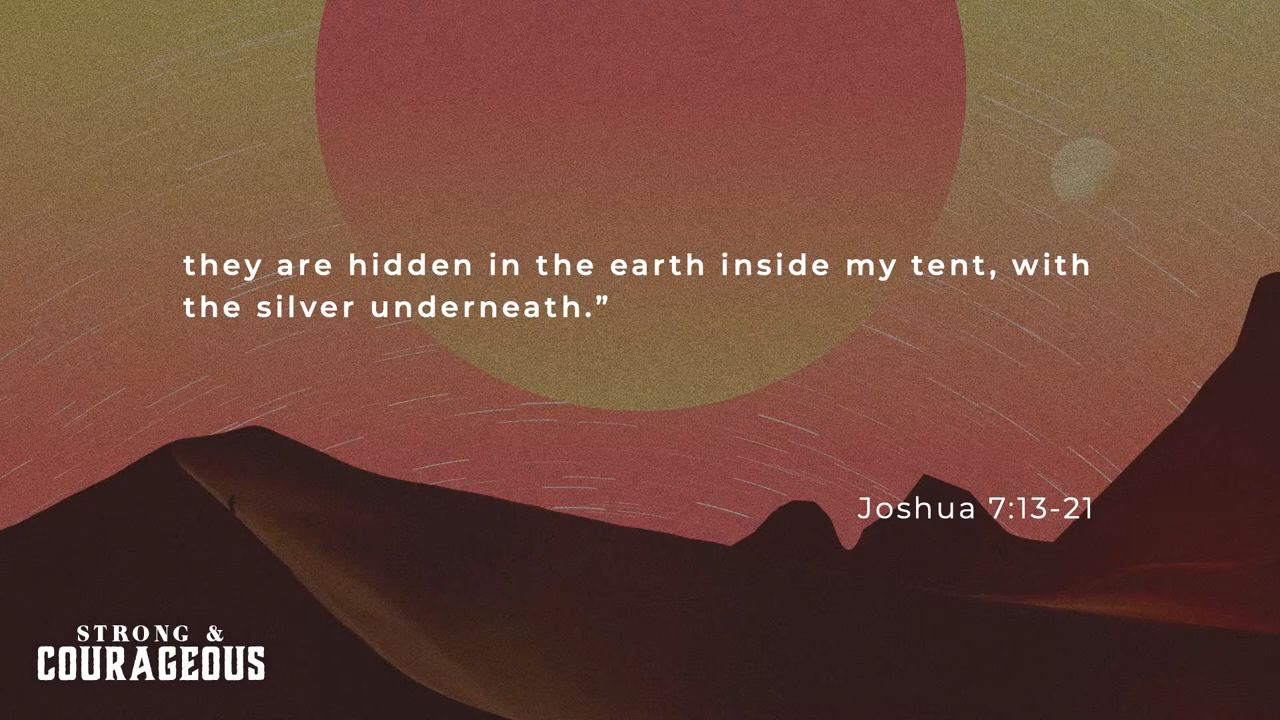 they are hidden in the earth inside my tent, with
the silver underneath.”
Joshua 7:13-21
STRONG &
COURAGEOUS